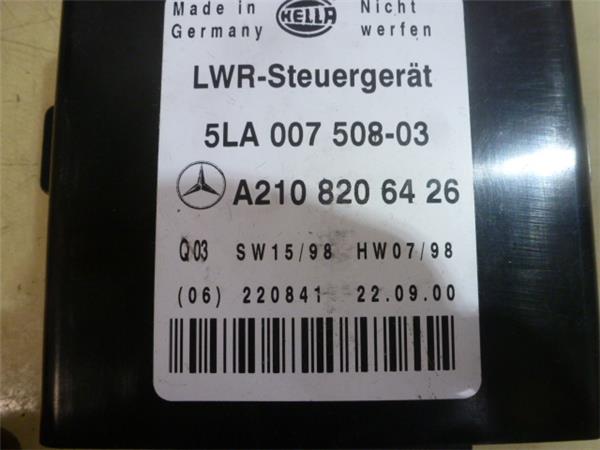 Made in HELLA Nicht
Germany werfen
LWR-Steuergerät
5LA 007 508-03
A210 820 64 26
Q03 SW15/98 HW07/98
(06) 220841 22.09.00